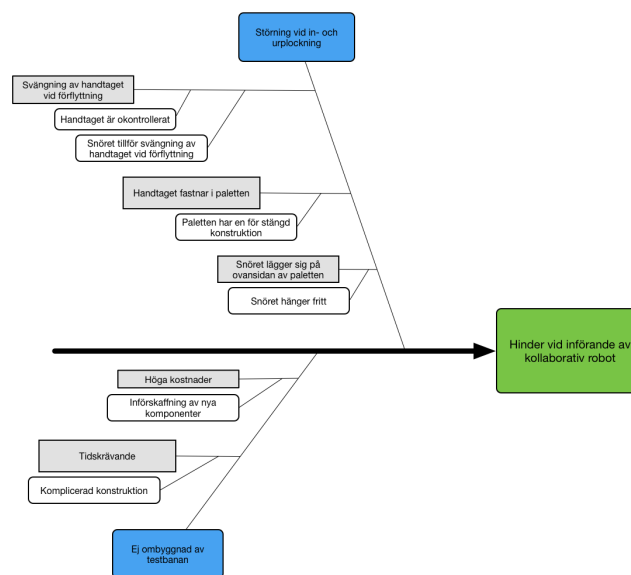 Störning vid in- och
urplockning
Svängning av handtaget
vid förflyttning
Handtaget är okontrollerat
Snöret tillför svängning av
handtaget vid förflyttning
Handtaget fastnar i paletten
Paletten har en för stängd
konstruktion
Snöret lägger sig på
ovansidan av paletten
Snöret hänger fritt
Hinder vid införande av
kollaborativ robot
Höga kostnader
Införskaffning av nya
komponenter
Tidskrävande
Komplicerad konstruktion
Ej ombyggnad av
testbanan